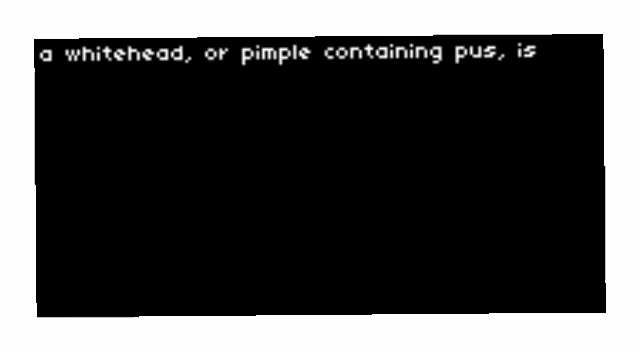 a whitehead, or pimple containing pus, is